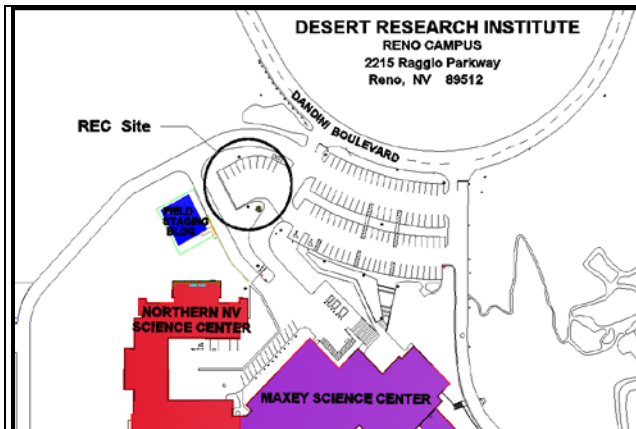 DESERT RESEARCH INSTITUTE
RENO CAMPUS
2215 Raggio Parkway
Reno, NV 89512
DANDINI BOULEVARD
REC Site
FIELD
STAGING
BLDG
NORTHERN NV
SCIENCE CENTER
MAXEY SCIENCE CENTER